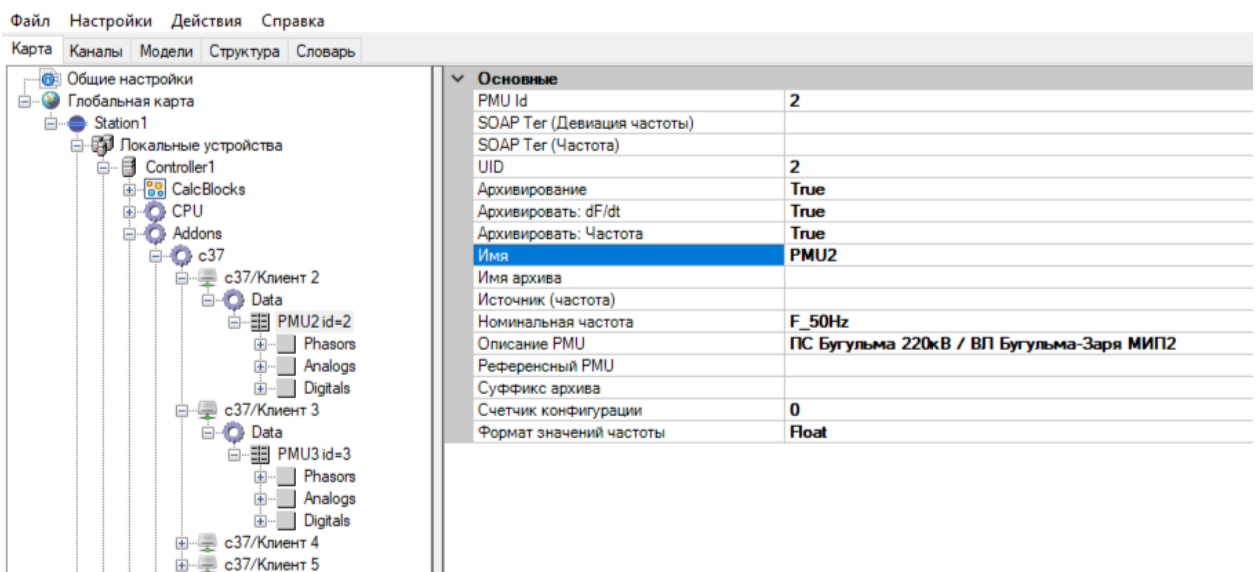 Файл Настройки Действия Справка
Карта Каналы Модели Структура Словарь
Общие настройки
Глобальная карта
Station1
Локальные устройства
Controller1
CalcBlocks
CPU
Addons
c37
c37/Клиент 2
Data
PMU2 id=2
Phasors
Analogs
Digitals
c37/Клиент 3
Data
PMU3 id=3
Phasors
Analogs
Digitals
c37/Клиент 4
c37/Клиент 5
Основные
PMU Id 2
SOAP Тег (Девиация частоты)
SOAP Тег (Частота)
UID 2
Архивирование True
Архивировать: dF/dt True
Архивировать: Частота True
Имя PMU2
Имя архива
Источник (частота)
Номинальная частота F_50Hz
Описание PMU ПС Бугульма 220кВ / ВЛ Бугульма-Заря МИП2
Референсный PMU
Суффикс архива
Счетчик конфигурации 0
Формат значений частоты Float